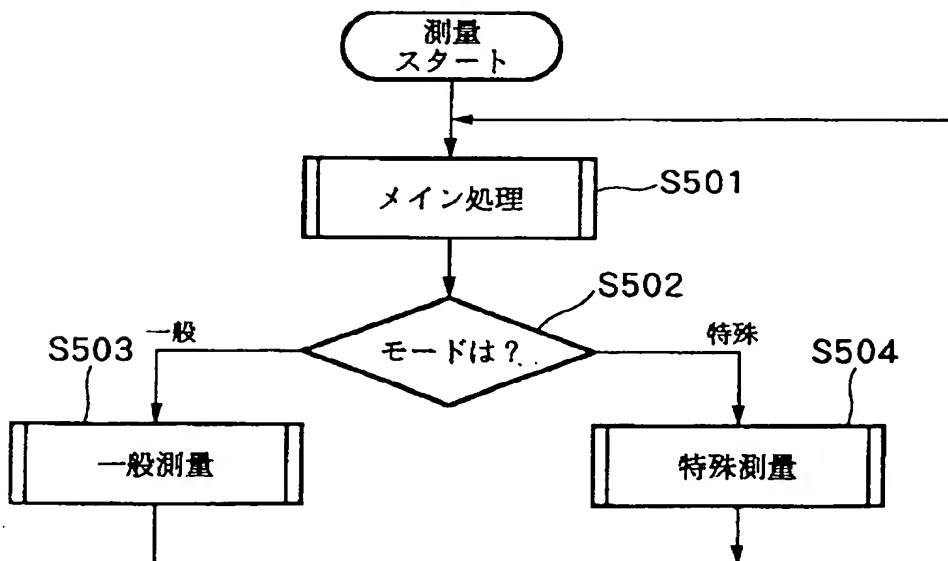 測量
スタート
メイン処理
S501
S502
一般
モードは？
特殊
S503
S504
一般測量
特殊測量